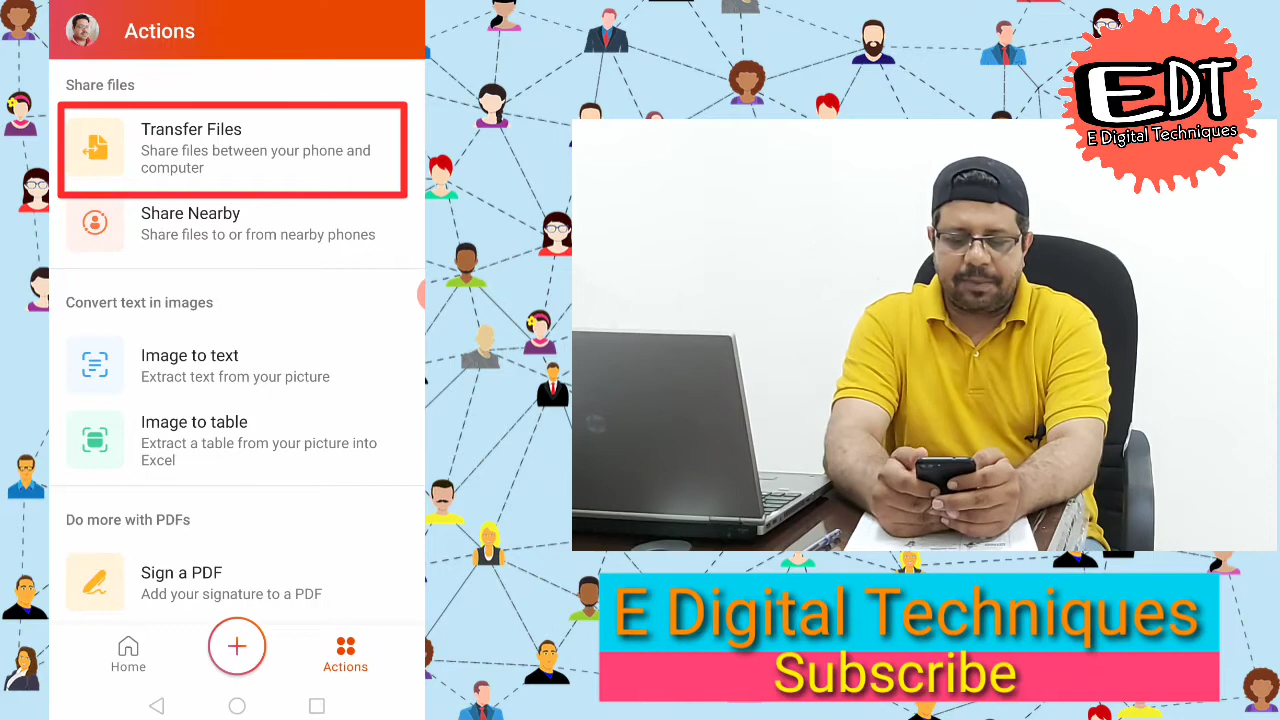 Actions
Share files
Transfer Files
Share files between your phone and
computer
Share Nearby
Share files to or from nearby phones
Convert text in images
Image to text
Extract text from your picture
Image to table
Extract a table from your picture into
Excel
Do more with PDFs
Sign a PDF
Add your signature to a PDF
Home
Actions
EDT
E Digital Techniques
E Digital Techniques
Subscribe